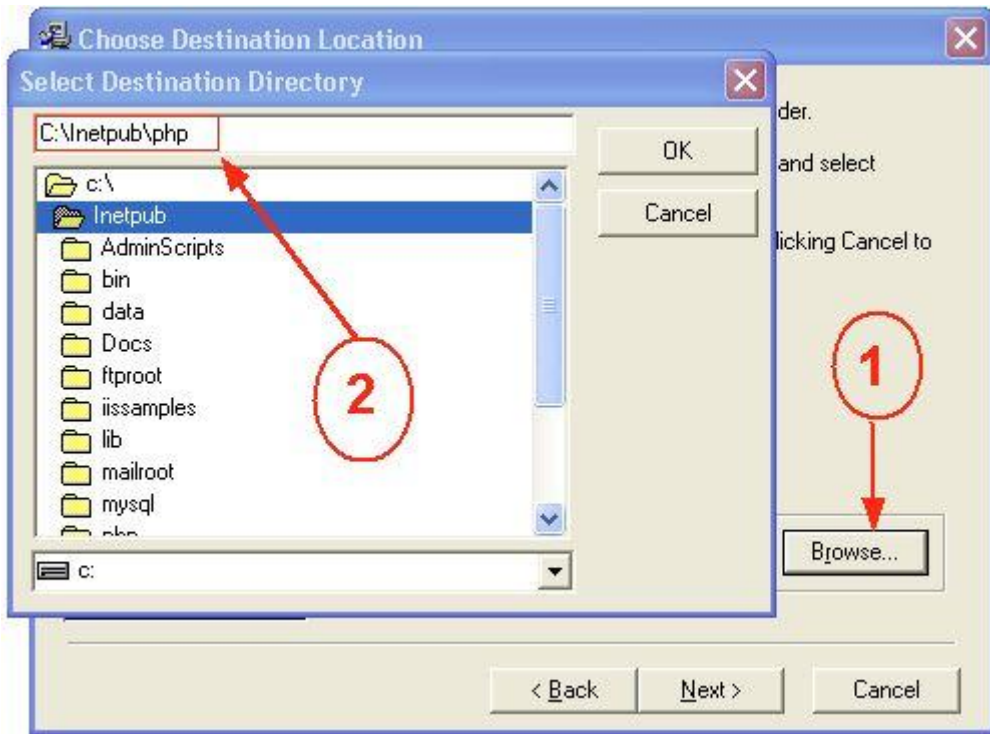 Choose Destination Location
Select Destination Directory
der.
C:\Inetpub\php
OK
and select
c:\
Inetpub
Cancel
AdminScripts
licking Cancel to
bin
data
Docs
ftproot
1
iissamples
2
lib
mailroot
mysql
php
Browse...
c:
< Back
Next >
Cancel